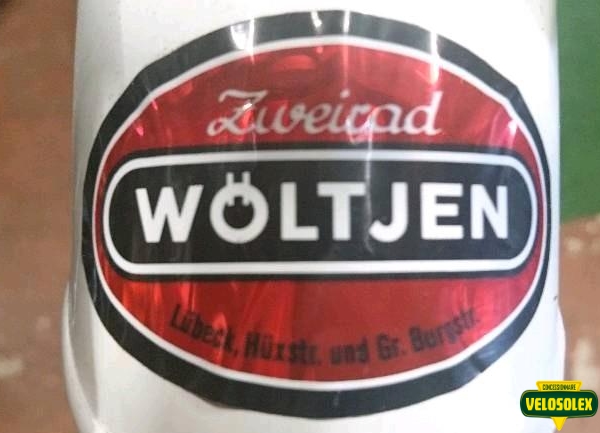 Zweirad
WÖLTJEN
Lübeck, Hüxstr. und Gr. Burgstr.
CONCESSIONNAIRE
VELOSOLEX